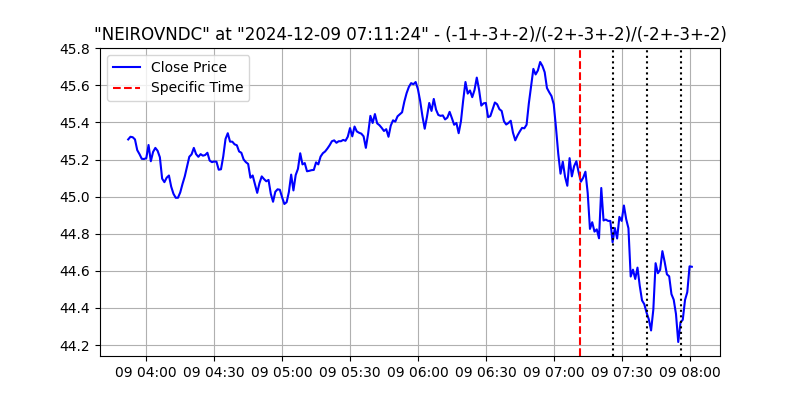 "NEIROVNDC" at "2024-12-09 07:11:24" - (-1+-3+-2)/(-2+-3+-2)/(-2+-3+-2)
Close Price
Specific Time
45.8
45.6
45.4
45.2
45.0
44.8
44.6
44.4
44.2
09 04:00 09 04:30 09 05:00 09 05:30 09 06:00 09 06:30 09 07:00 09 07:30 09 08:00